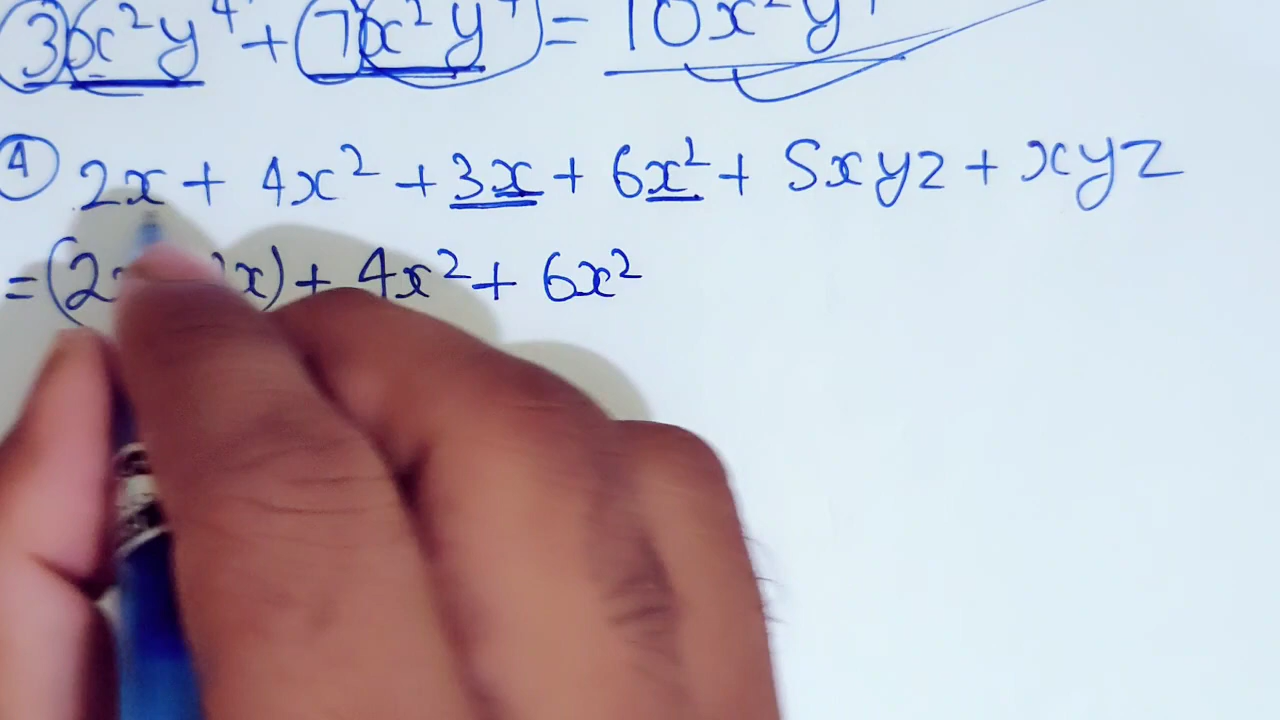 3x²y⁴ + 7x²y⁴ = 10x²y⁴
④ 2x + 4x² + 3x + 6x² + 5xyz + xyz
= (2x x) + 4x² + 6x²